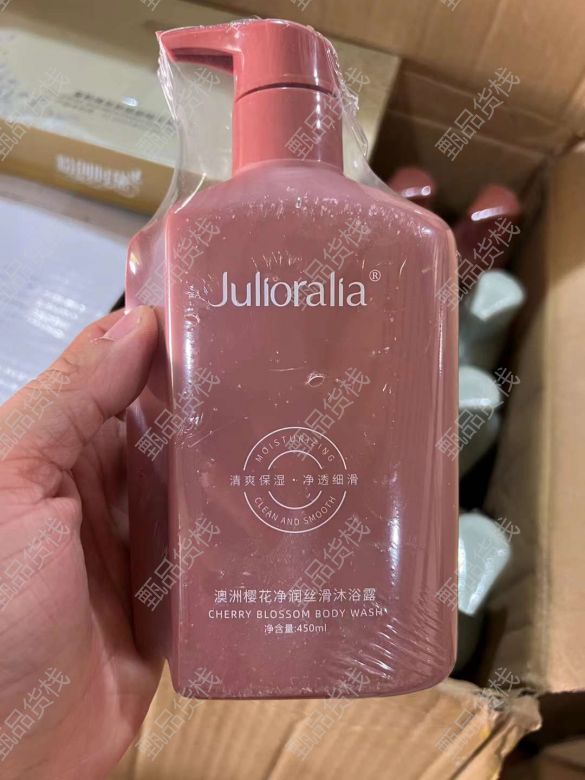 Julioralia®
MOISTURIZING
清爽保湿·净透细滑
CLEAN AND SMOOTH
澳洲樱花净润丝滑沐浴露
CHERRY BLOSSOM BODY WASH
净含量:450ml
甄品货栈